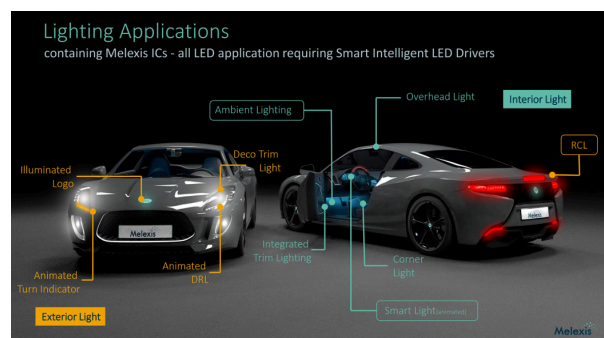 Lighting Applications
containing Melexis ICs - all LED application requiring Smart Intelligent LED Drivers
Overhead Light
Interior Light
Ambient Lighting
RCL
Deco Trim
Light
Illuminated
Logo
Melexis
Melexis
Integrated
Trim Lighting
Corner
Light
Animated
DRL
Animated
Turn Indicator
Smart Light(animated)
Exterior Light
Melexis